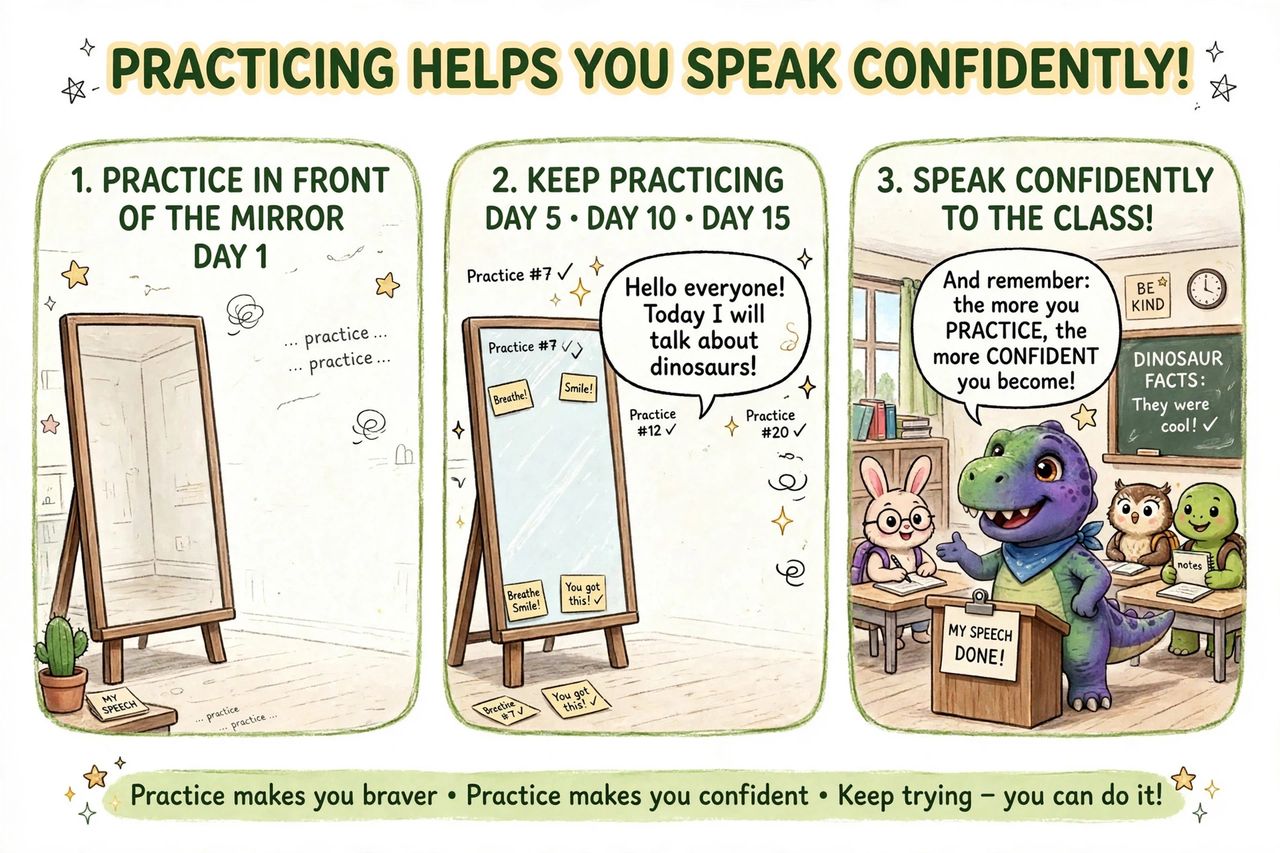 PRACTICING HELPS YOU SPEAK CONFIDENTLY!
1. PRACTICE IN FRONT
OF THE MIRROR
DAY 1
... practice ...
... practice ...
MY
SPEECH
... practice
... practice ...
2. KEEP PRACTICING
DAY 5 • DAY 10 • DAY 15
Practice #7 ✓
Hello everyone!
Today I will
talk about
dinosaurs!
Practice #7 ✓✓
Breathe!
Smile!
Practice
#12 ✓
Practice
#20 ✓
Breathe
Smile!
You got
this! ✓
Breathe
#7 ✓
You got
this! ✓
3. SPEAK CONFIDENTLY
TO THE CLASS!
And remember:
the more you
PRACTICE, the
more CONFIDENT
you become!
BE
KIND
DINOSAUR
FACTS:
They were
cool! ✓
notes
MY SPEECH
DONE!
Practice makes you braver • Practice makes you confident • Keep trying – you can do it!